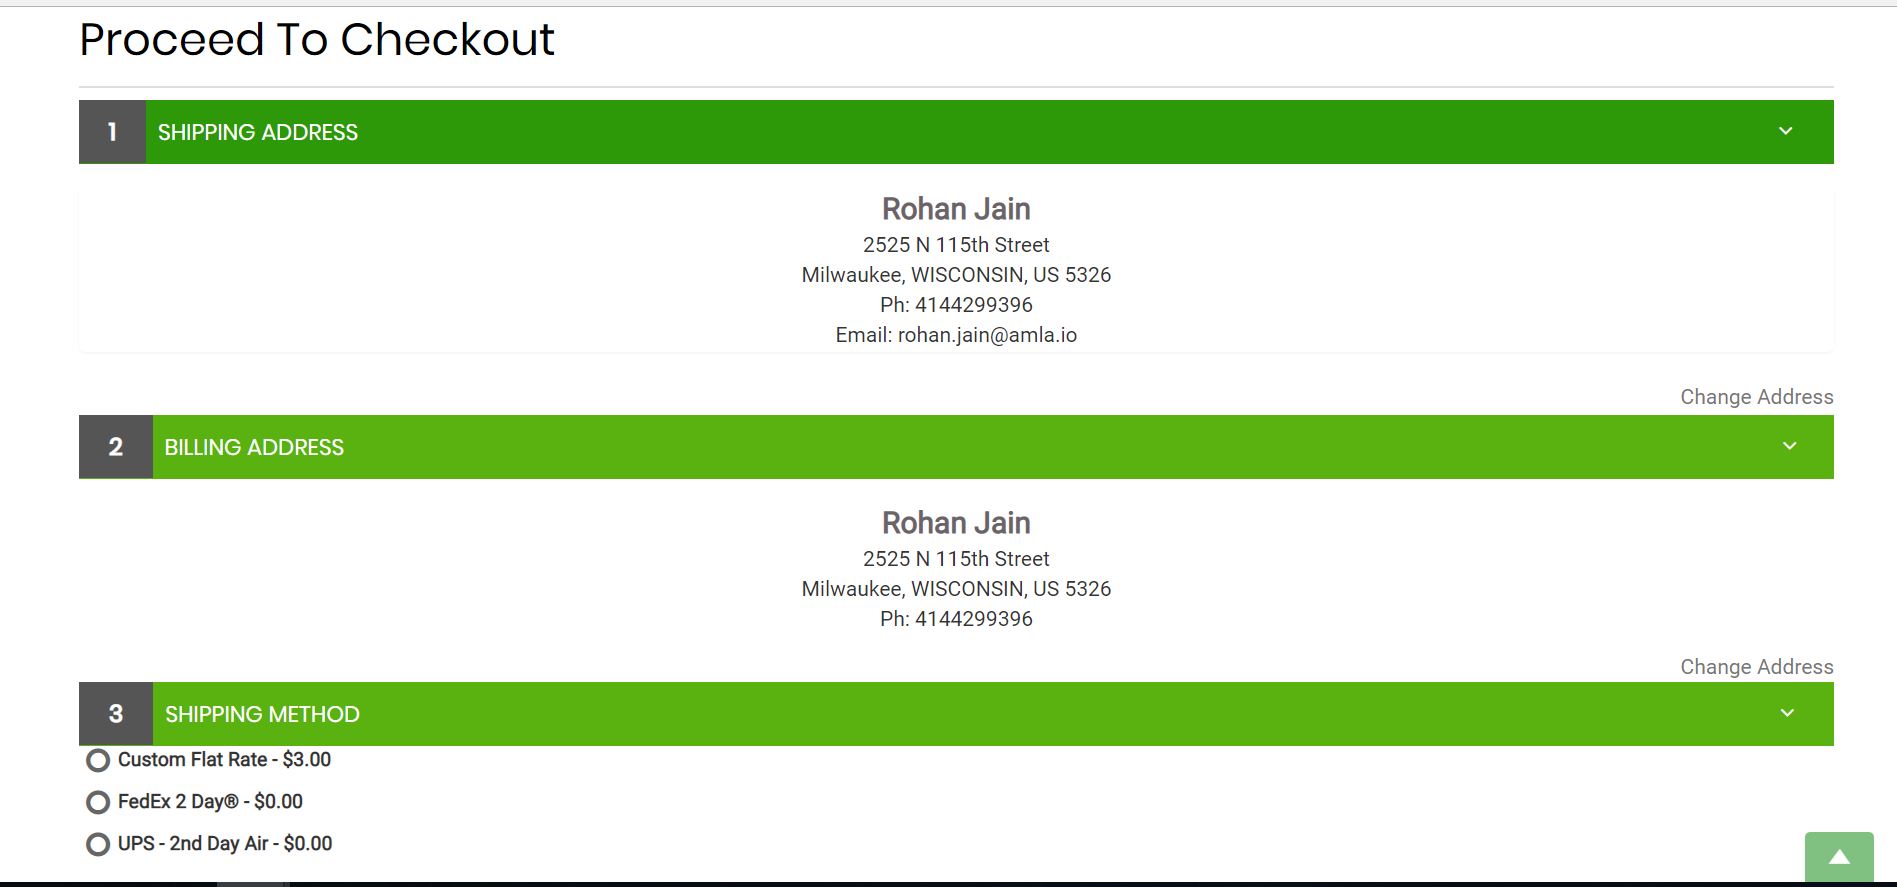 Proceed To Checkout
1 SHIPPING ADDRESS
Rohan Jain
2525 N 115th Street
Milwaukee, WISCONSIN, US 5326
Ph: 4144299396
Email: rohan.jain@amla.io
Change Address
2 BILLING ADDRESS
Rohan Jain
2525 N 115th Street
Milwaukee, WISCONSIN, US 5326
Ph: 4144299396
Change Address
3 SHIPPING METHOD
Custom Flat Rate - $3.00
FedEx 2 Day® - $0.00
UPS - 2nd Day Air - $0.00